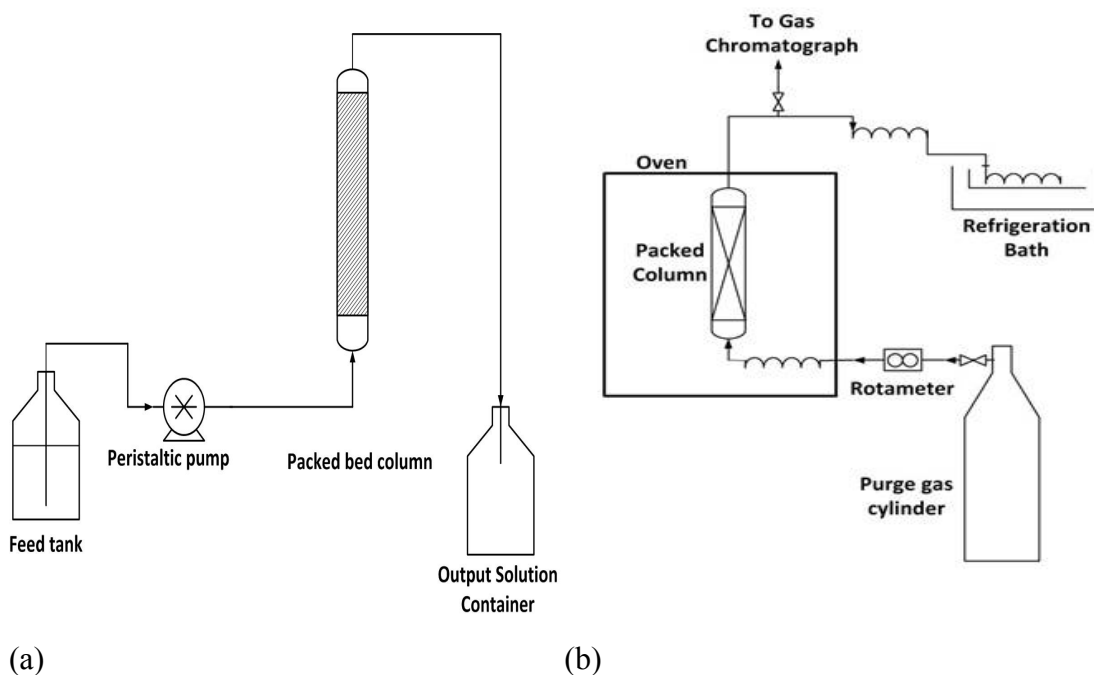 Peristaltic pump
Packed bed column
Feed tank
Output Solution
Container
(a)
To Gas
Chromatograph
Oven
Packed
Column
Refrigeration
Bath
Rotameter
Purge gas
cylinder
(b)